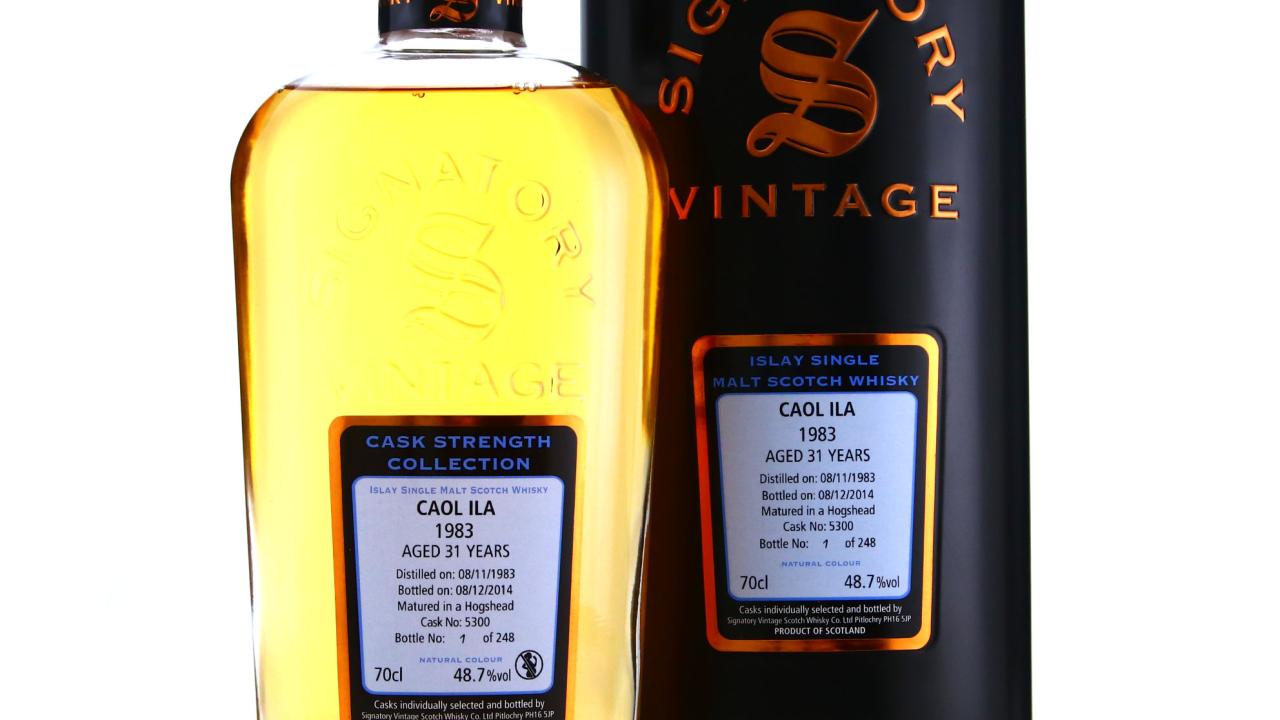 SIGNATORY
S
VINTAGE
CASK STRENGTH
COLLECTION
ISLAY SINGLE MALT SCOTCH WHISKY
CAOL ILA
1983
AGED 31 YEARS
Distilled on: 08/11/1983
Bottled on: 08/12/2014
Matured in a Hogshead
Cask No: 5300
Bottle No: 1 of 248
NATURAL COLOUR
70cl 48.7%vol
Casks individually selected and bottled by
Signatory Vintage Scotch Whisky Co. Ltd Pitlochry PH16 5JP
SIG
ORY
S
VINTAGE
ISLAY SINGLE
MALT SCOTCH WHISKY
CAOL ILA
1983
AGED 31 YEARS
Distilled on: 08/11/1983
Bottled on: 08/12/2014
Matured in a Hogshead
Cask No: 5300
Bottle No: 1 of 248
NATURAL COLOUR
70cl 48.7%vol
Casks individually selected and bottled by
Signatory Vintage Scotch Whisky Co. Ltd Pitlochry PH16 5JP
PRODUCT OF SCOTLAND